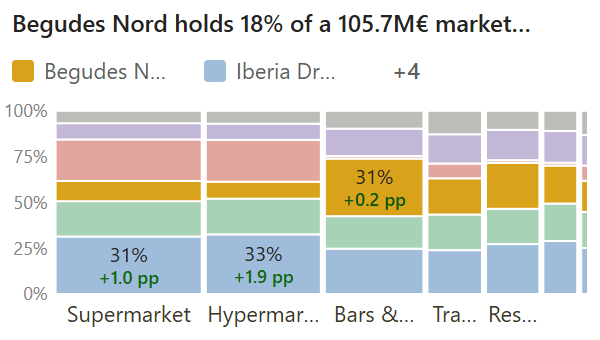 Begudes Nord holds 18% of a 105.7M€ market...
Begudes N... Iberia Dr... +4
100%
75%
50%
25%
0%
31%
+0.2 pp
31%
+1.0 pp
33%
+1.9 pp
Supermarket Hypermar... Bars &... Tra... Res...